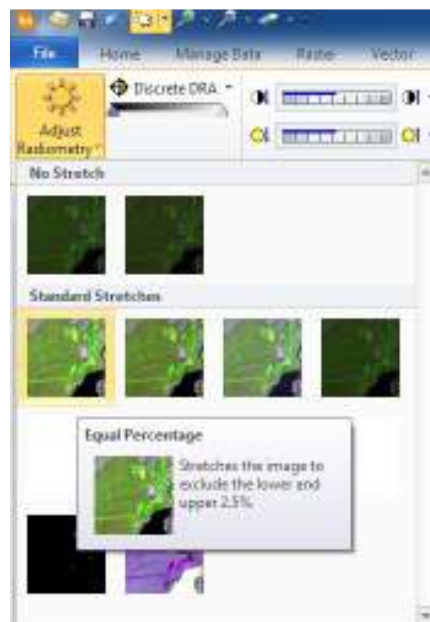 File Home Manage Data Raster Vector
Discrete DRA
Adjust
Radiometry
No Stretch
Standard Stretches
Equal Percentage
Stretches the image to
exclude the lower and
upper 2.5%.